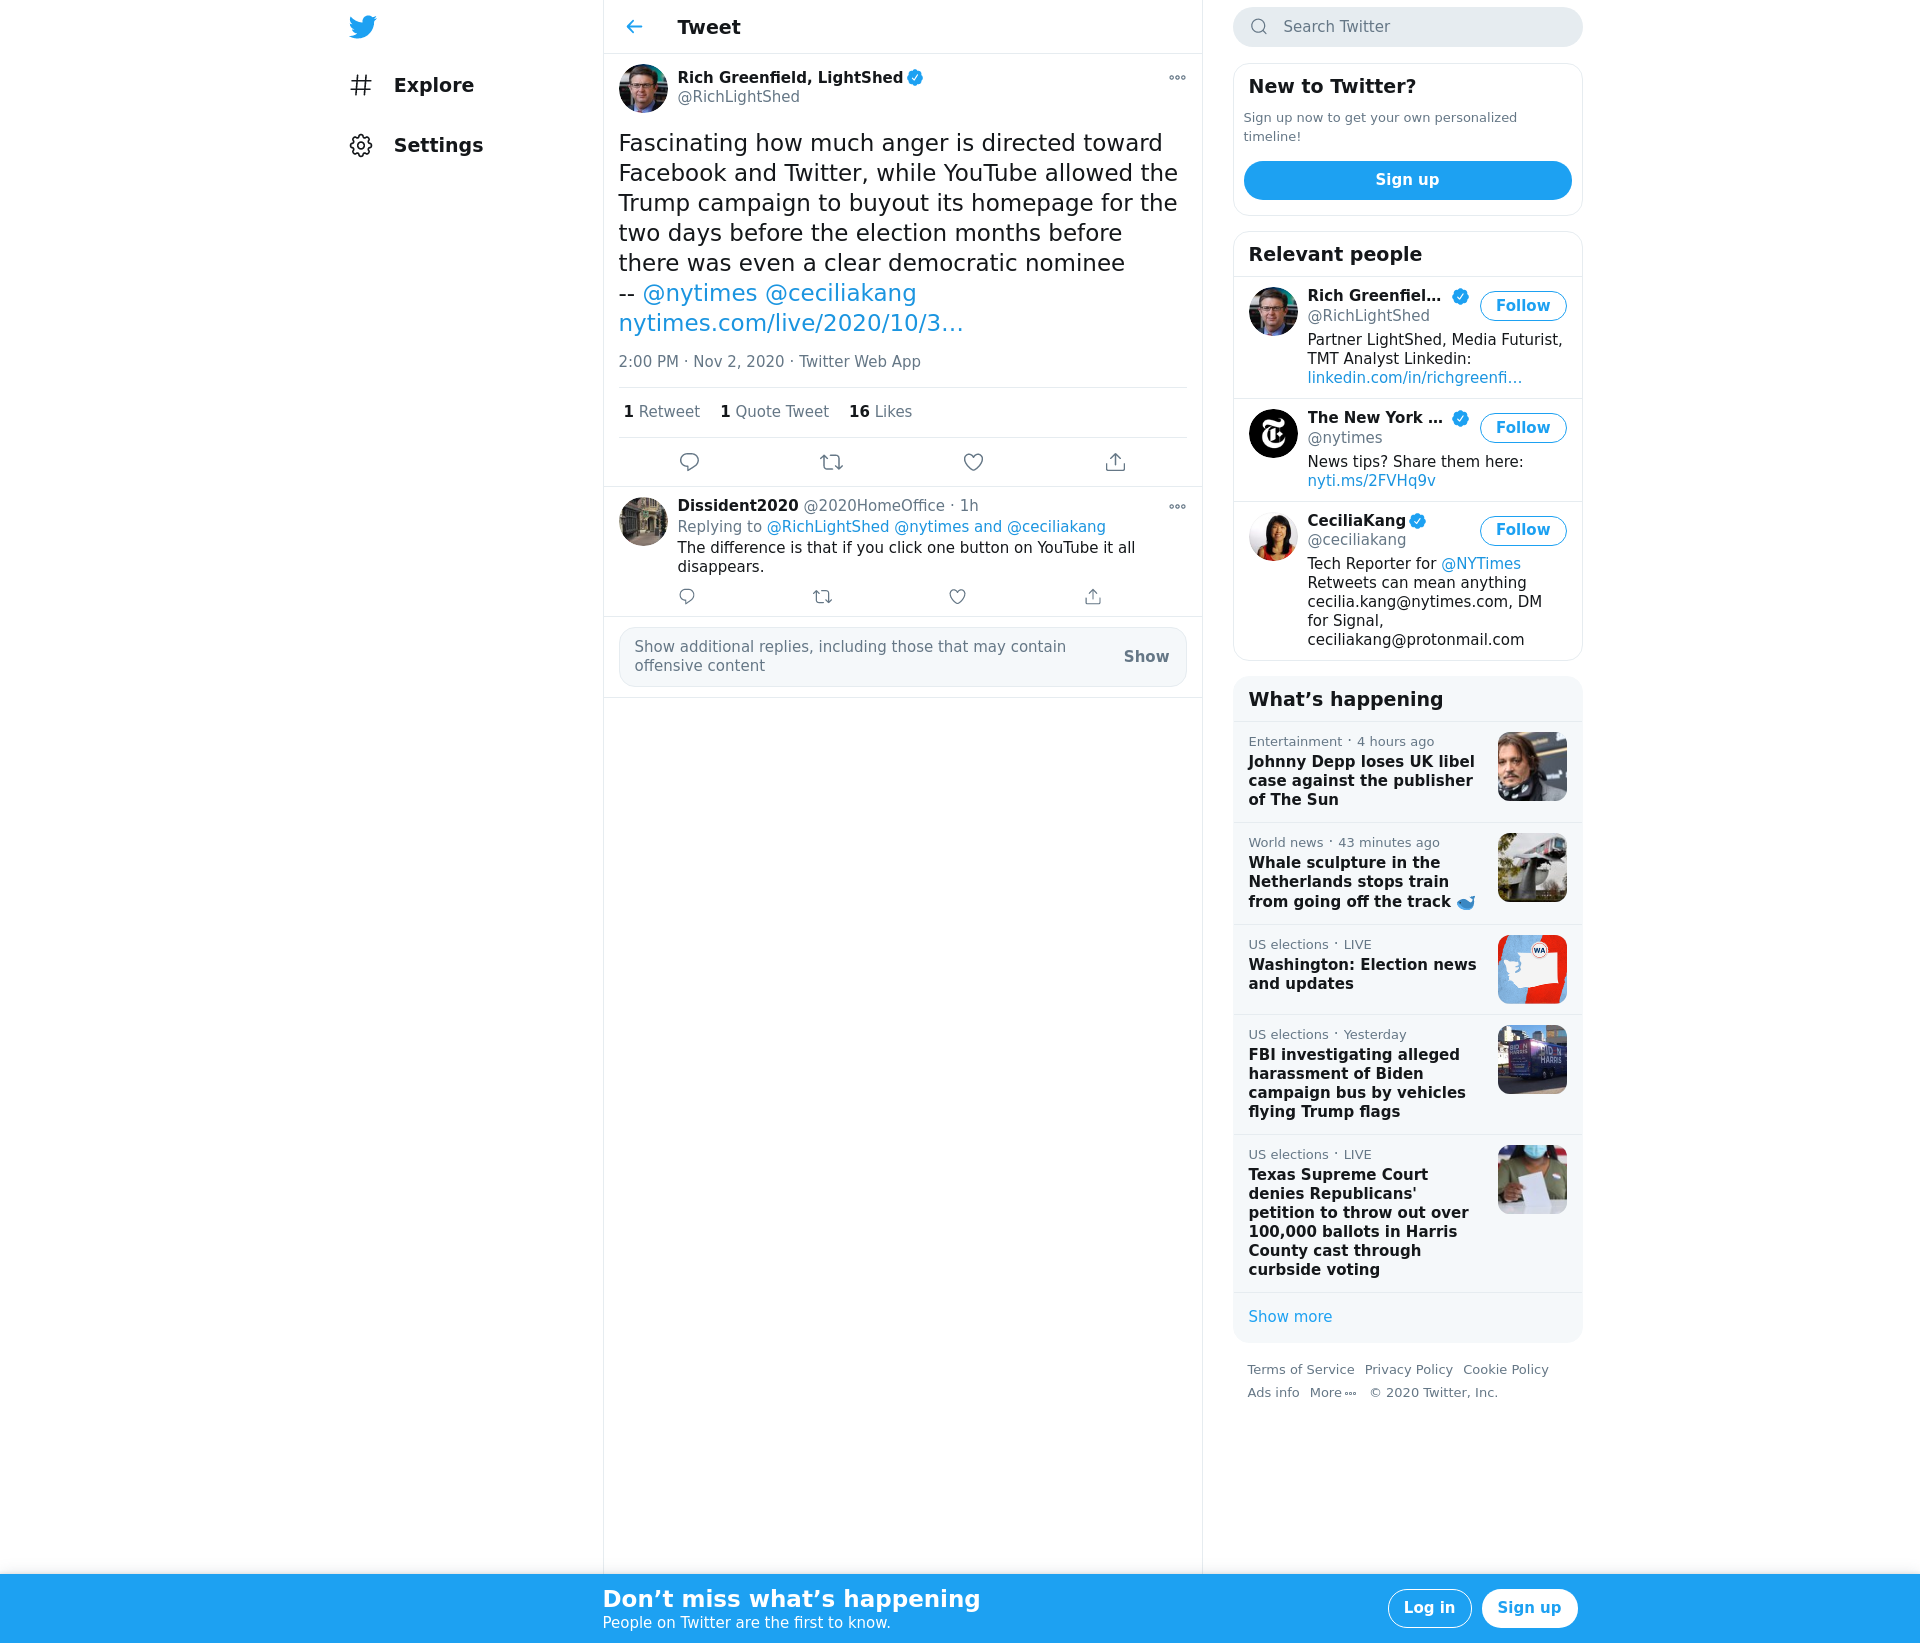 Explore
Settings
Tweet
Rich Greenfield, LightShed
@RichLightShed
Fascinating how much anger is directed toward
Facebook and Twitter, while YouTube allowed the
Trump campaign to buyout its homepage for the
two days before the election months before
there was even a clear democratic nominee
-- @nytimes @ceciliakang
nytimes.com/live/2020/10/3…
2:00 PM · Nov 2, 2020 · Twitter Web App
1 Retweet 1 Quote Tweet 16 Likes
Dissident2020 @2020HomeOffice · 1h
Replying to @RichLightShed @nytimes and @ceciliakang
The difference is that if you click one button on YouTube it all
disappears.
Show additional replies, including those that may contain
offensive content
Show
Search Twitter
New to Twitter?
Sign up now to get your own personalized
timeline!
Sign up
Relevant people
Rich Greenfiel…
@RichLightShed
Follow
Partner LightShed, Media Futurist,
TMT Analyst Linkedin:
linkedin.com/in/richgreenfi…
The New York …
@nytimes
Follow
News tips? Share them here:
nyti.ms/2FVHq9v
CeciliaKang
@ceciliakang
Follow
Tech Reporter for @NYTimes
Retweets can mean anything
cecilia.kang@nytimes.com, DM
for Signal,
ceciliakang@protonmail.com
What’s happening
Entertainment · 4 hours ago
Johnny Depp loses UK libel
case against the publisher
of The Sun
World news · 43 minutes ago
Whale sculpture in the
Netherlands stops train
from going off the track 🐋
US elections · LIVE
Washington: Election news
and updates
WA
US elections · Yesterday
FBI investigating alleged
harassment of Biden
campaign bus by vehicles
flying Trump flags
US elections · LIVE
Texas Supreme Court
denies Republicans'
petition to throw out over
100,000 ballots in Harris
County cast through
curbside voting
Show more
Terms of Service Privacy Policy Cookie Policy
Ads info More © 2020 Twitter, Inc.
Don’t miss what’s happening
People on Twitter are the first to know.
Log in
Sign up